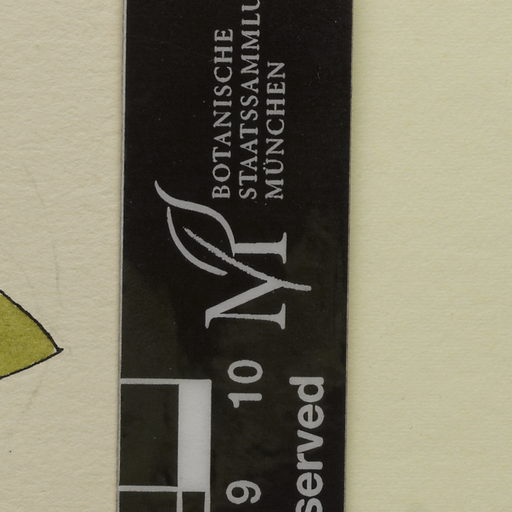 BOTANISCHE
STAATSSAMMLU
MÜNCHEN
M
9 10
served